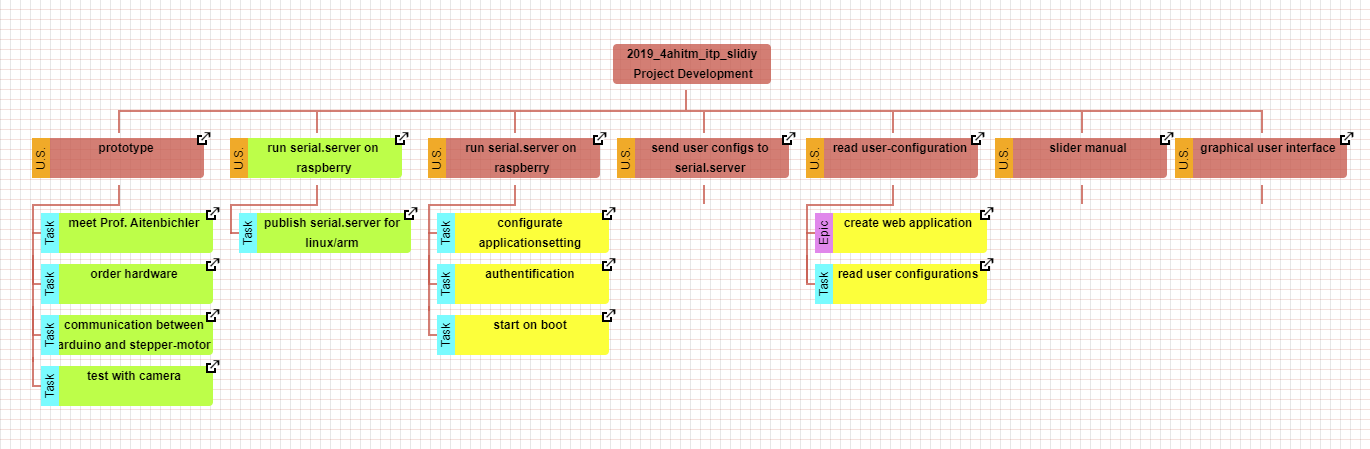 2019_4ahitm_itp_slidiy
Project Development
U.S.
prototype
U.S.
run serial.server on
raspberry
U.S.
run serial.server on
raspberry
U.S.
send user configs to
serial.server
U.S.
read user-configuration
U.S.
slider manual
U.S.
graphical user interface
Task
meet Prof. Aitenbichler
Task
order hardware
Task
communication between
arduino and stepper-motor
Task
test with camera
Task
publish serial.server for
linux/arm
Task
configurate
applicationsetting
Task
authentification
Task
start on boot
Epic
create web application
Task
read user configurations